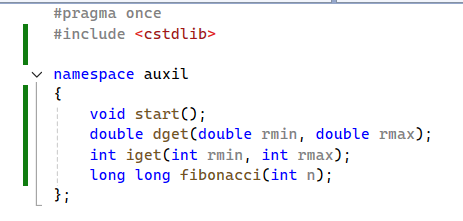 #pragma once
#include <cstdlib>
namespace auxil
{
void start();
double dget(double rmin, double rmax);
int iget(int rmin, int rmax);
long long fibonacci(int n);
};